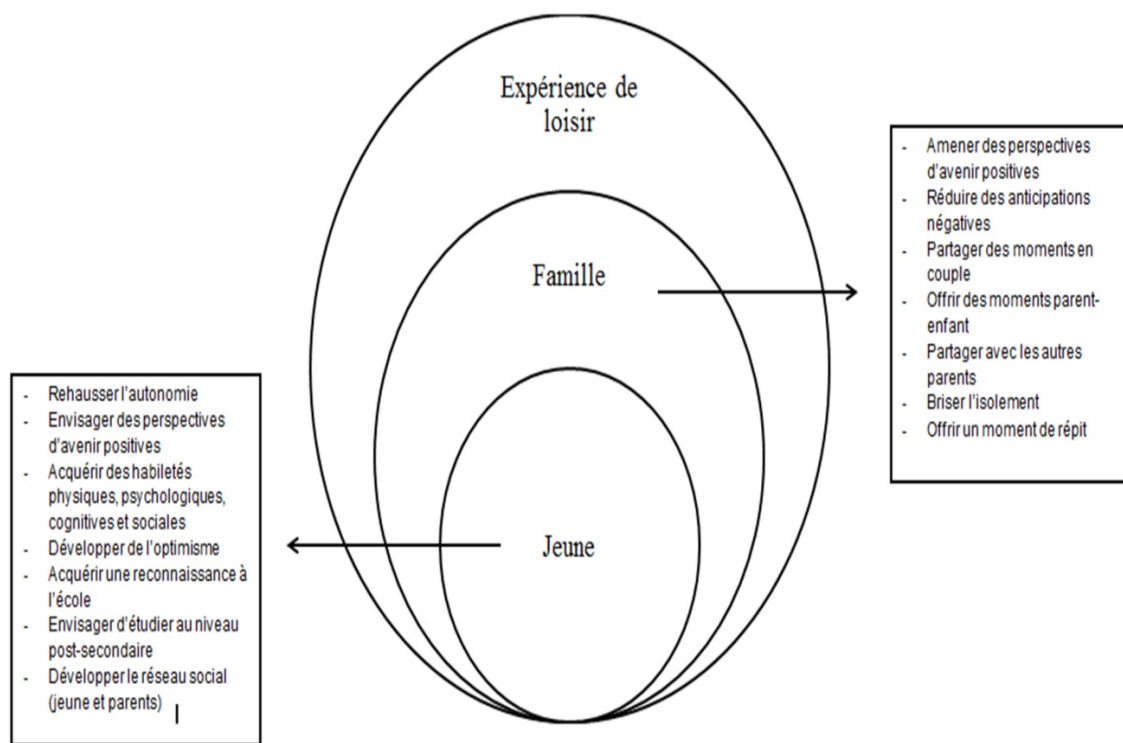 Expérience de
loisir
Famille
Jeune
- Amener des perspectives
d'avenir positives
- Réduire des anticipations
négatives
- Partager des moments en
couple
- Offrir des moments parent-
enfant
- Partager avec les autres
parents
- Briser l'isolement
- Offrir un moment de répit
- Rehausser l'autonomie
- Envisager des perspectives
d'avenir positives
- Acquérir des habiletés
physiques, psychologiques,
cognitives et sociales
- Développer de l'optimisme
- Acquérir une reconnaissance à
l'école
- Envisager d'étudier au niveau
post-secondaire
- Développer le réseau social
(jeune et parents)